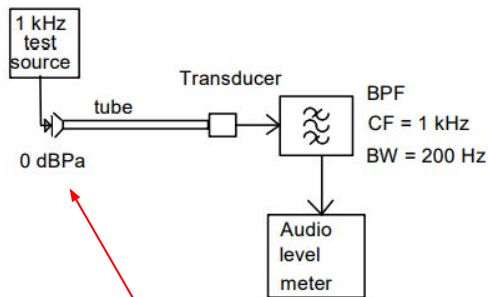 1 kHz
test
source
Transducer
tube
BPF
CF = 1 kHz
BW = 200 Hz
0 dBPa
Audio
level
meter